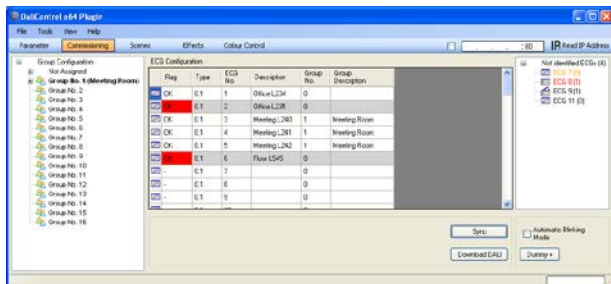 DaliControl e64 Plugin
File Tools View Help
Parameter Commissioning Scenes Effects Colour Control :80 IP Read IP Address
Group Configuration
Not Assigned
Group No. 1 (Meeting Room)
Group No. 2
Group No. 3
Group No. 4
Group No. 5
Group No. 6
Group No. 7
Group No. 8
Group No. 9
Group No. 10
Group No. 11
Group No. 12
Group No. 13
Group No. 14
Group No. 15
Group No. 16
ECG Configuration
Flag Type ECG No Description Group No. Group Description
OK 0.1 1 Office L234 0
OK 0.1 2 Office L235 0
OK 0.1 3 Meeting L240 1 Meeting Room
OK 0.1 4 Meeting L241 1 Meeting Room
OK 0.1 5 Meeting L242 1 Meeting Room
OK 0.1 6 0
- 0.1 7 0
- 0.1 8 0
- 0.1 9 0
Not identified ECGs (4)
ECG 7 (0)
ECG 8 (1)
ECG 9 (1)
ECG 11 (0)
Sync
Automatic Blinking Mode
Download DALI
Dummy +